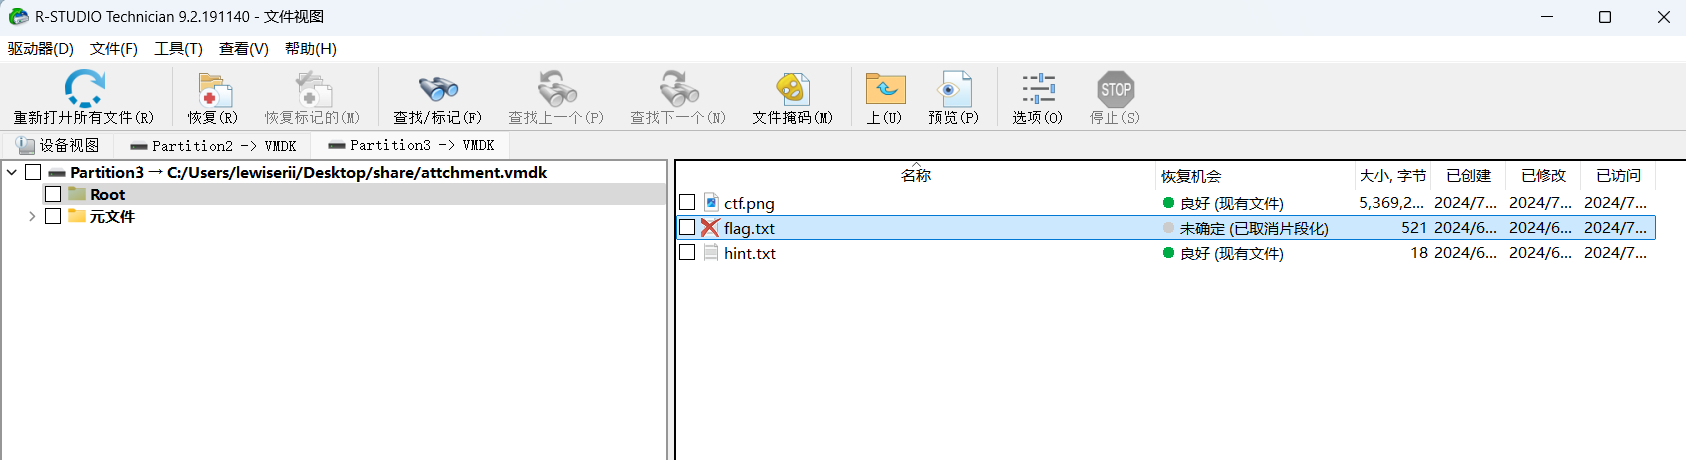 R-STUDIO Technician 9.2.191140 - 文件视图
驱动器(D) 文件(F) 工具(T) 查看(V) 帮助(H)
重新打开所有文件(R) 恢复(R) 恢复标记的(M) 查找/标记(F) 查找上一个(P) 查找下一个(N) 文件掩码(M) 上(U) 预览(P) 选项(O) STOP 停止(S)
设备视图 Partition2 -> VMDK Partition3 -> VMDK
Partition3 → C:/Users/lewiserii/Desktop/share/attchment.vmdk
Root
元文件
名称 恢复机会 大小, 字节 已创建 已修改 已访问
ctf.png 良好 (现有文件) 5,369,2... 2024/7... 2024/7... 2024/7...
flag.txt 未确定 (已取消片段化) 521 2024/6... 2024/6... 2024/7...
hint.txt 良好 (现有文件) 18 2024/6... 2024/6... 2024/7...